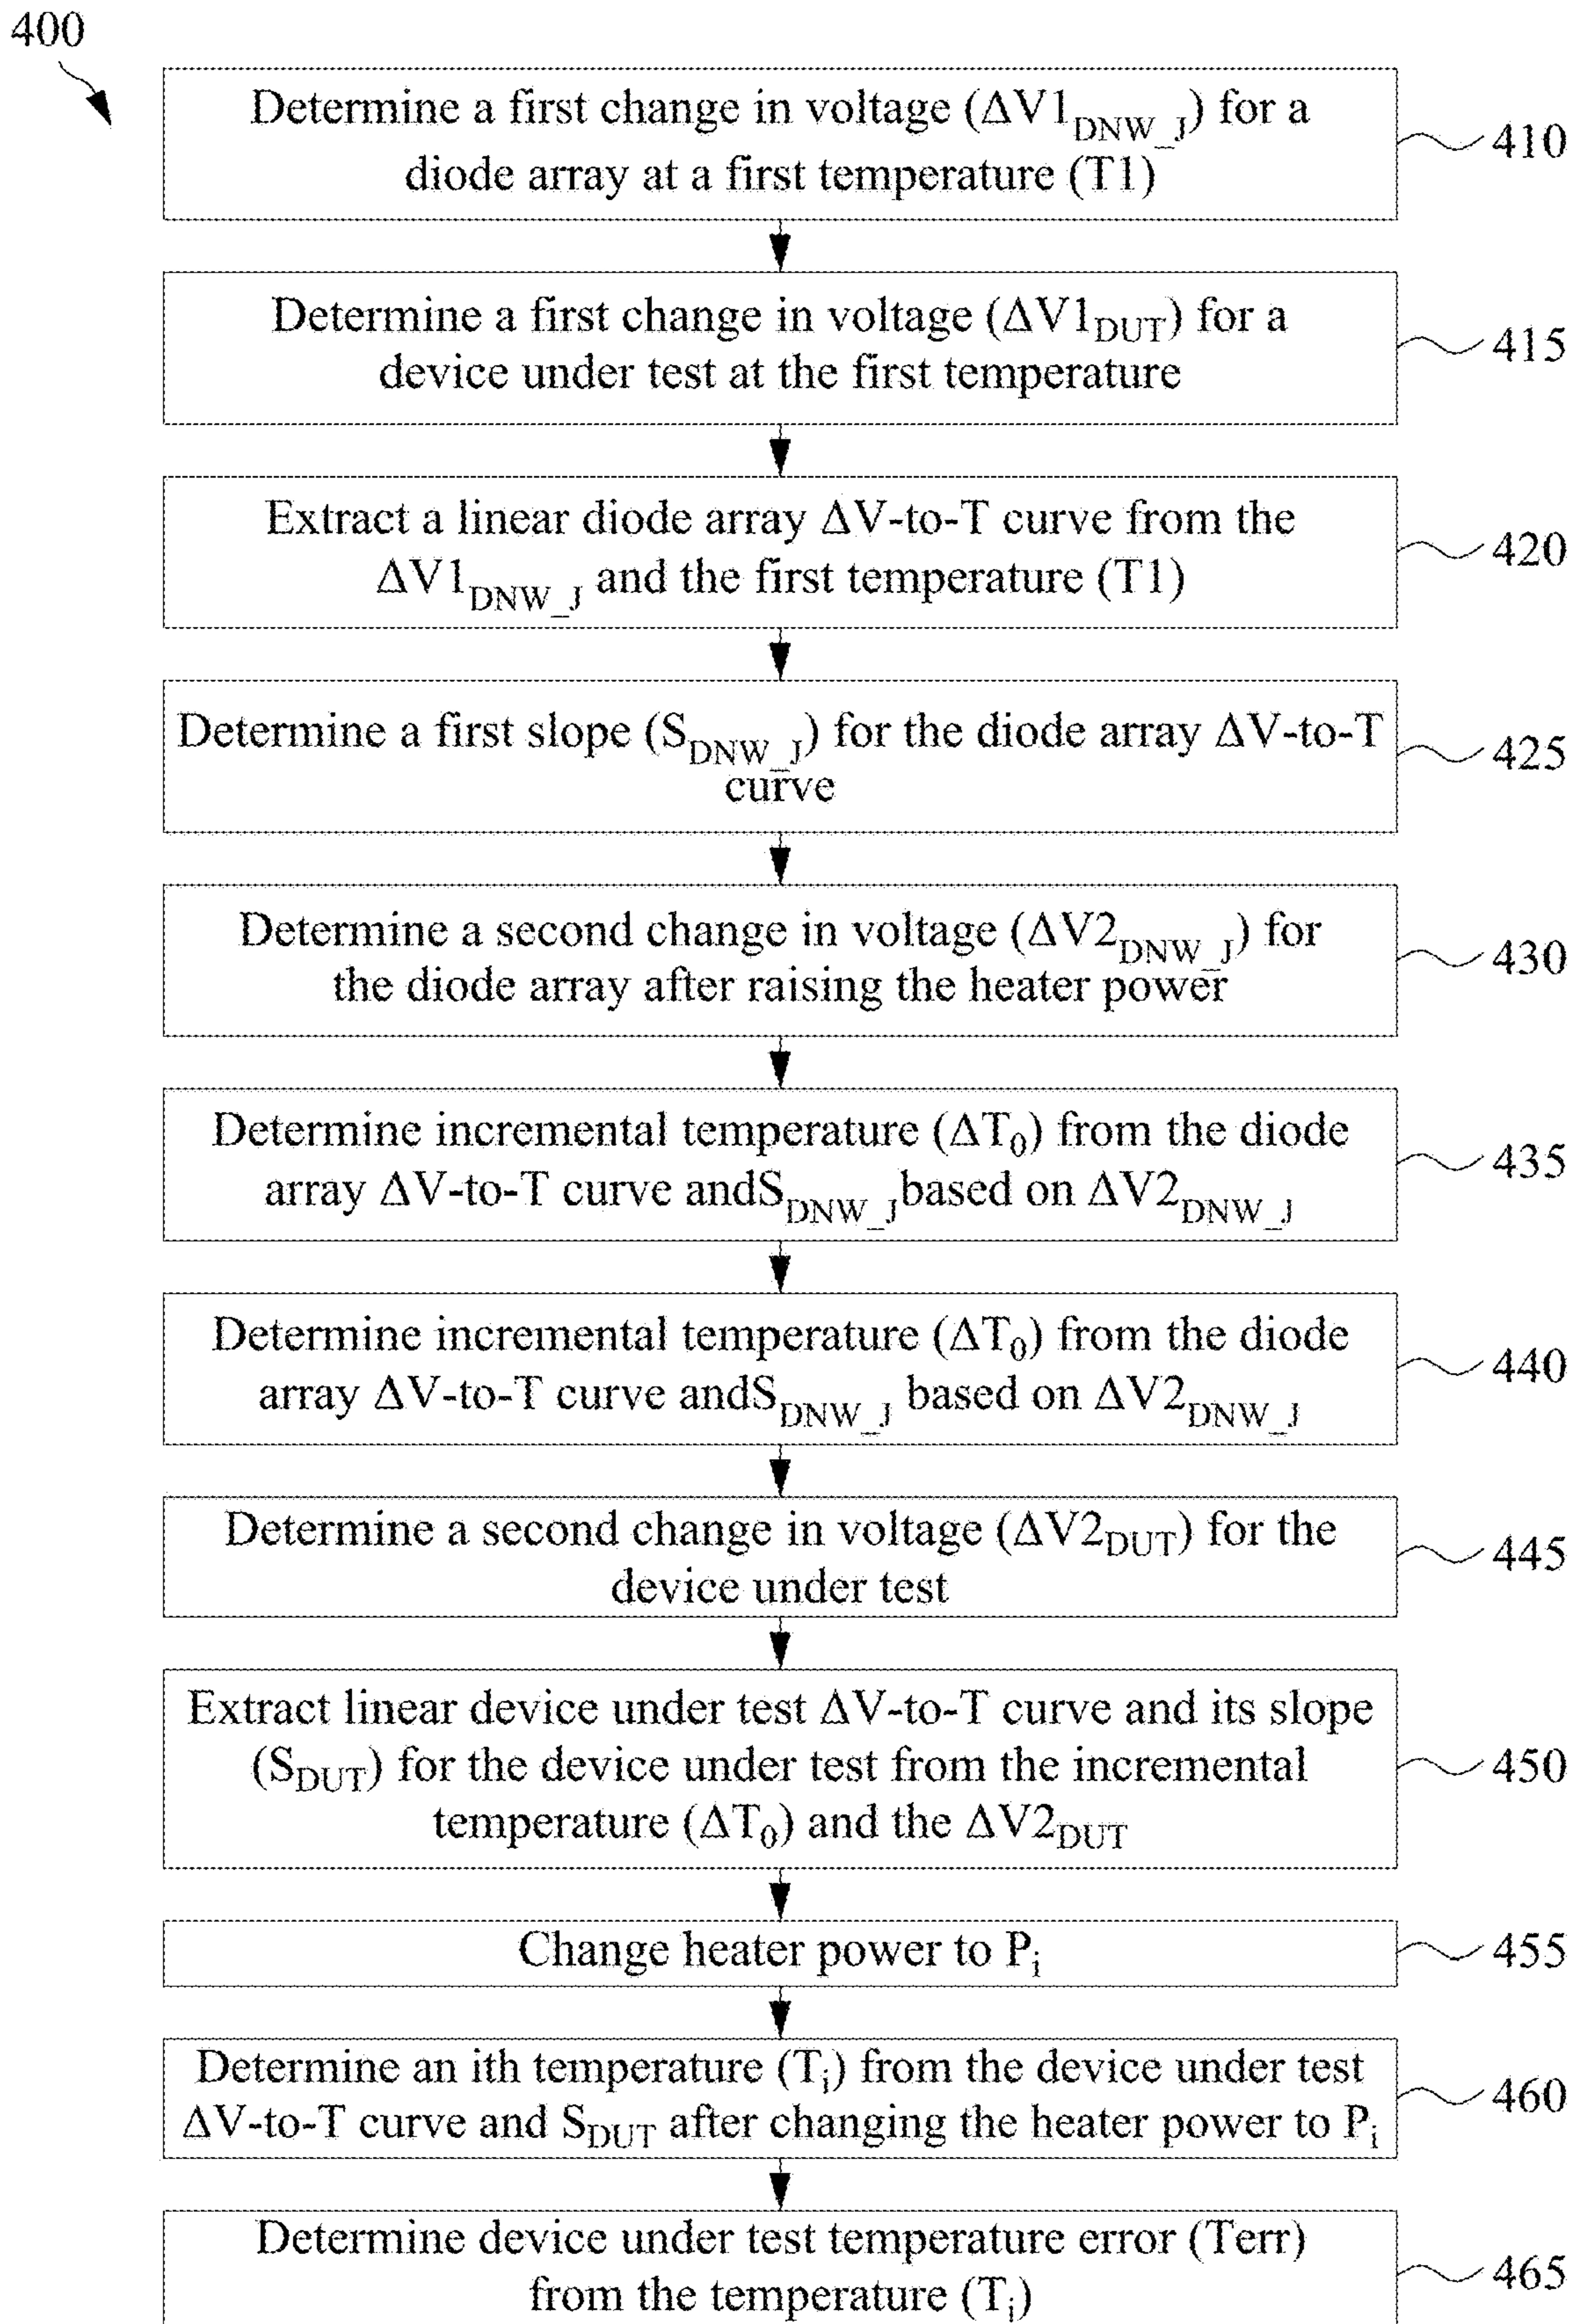 400
Determine a first change in voltage (ΔV1DNW_J) for a
diode array at a first temperature (T1)
410
Determine a first change in voltage (ΔV1DUT) for a
device under test at the first temperature
415
Extract a linear diode array ΔV-to-T curve from the
ΔV1DNW_J and the first temperature (T1)
420
Determine a first slope (SDNW_J) for the diode array ΔV-to-T
curve
425
Determine a second change in voltage (ΔV2DNW_J) for
the diode array after raising the heater power
430
Determine incremental temperature (ΔT0) from the diode
array ΔV-to-T curve andSDNW_Jbased on ΔV2DNW_J
435
Determine incremental temperature (ΔT0) from the diode
array ΔV-to-T curve andSDNW_J based on ΔV2DNW_J
440
Determine a second change in voltage (ΔV2DUT) for the
device under test
445
Extract linear device under test ΔV-to-T curve and its slope
(SDUT) for the device under test from the incremental
temperature (ΔT0) and the ΔV2DUT
450
Change heater power to Pi
455
Determine an ith temperature (Ti) from the device under test
ΔV-to-T curve and SDUT after changing the heater power to Pi
460
Determine device under test temperature error (Terr)
from the temperature (Ti)
465